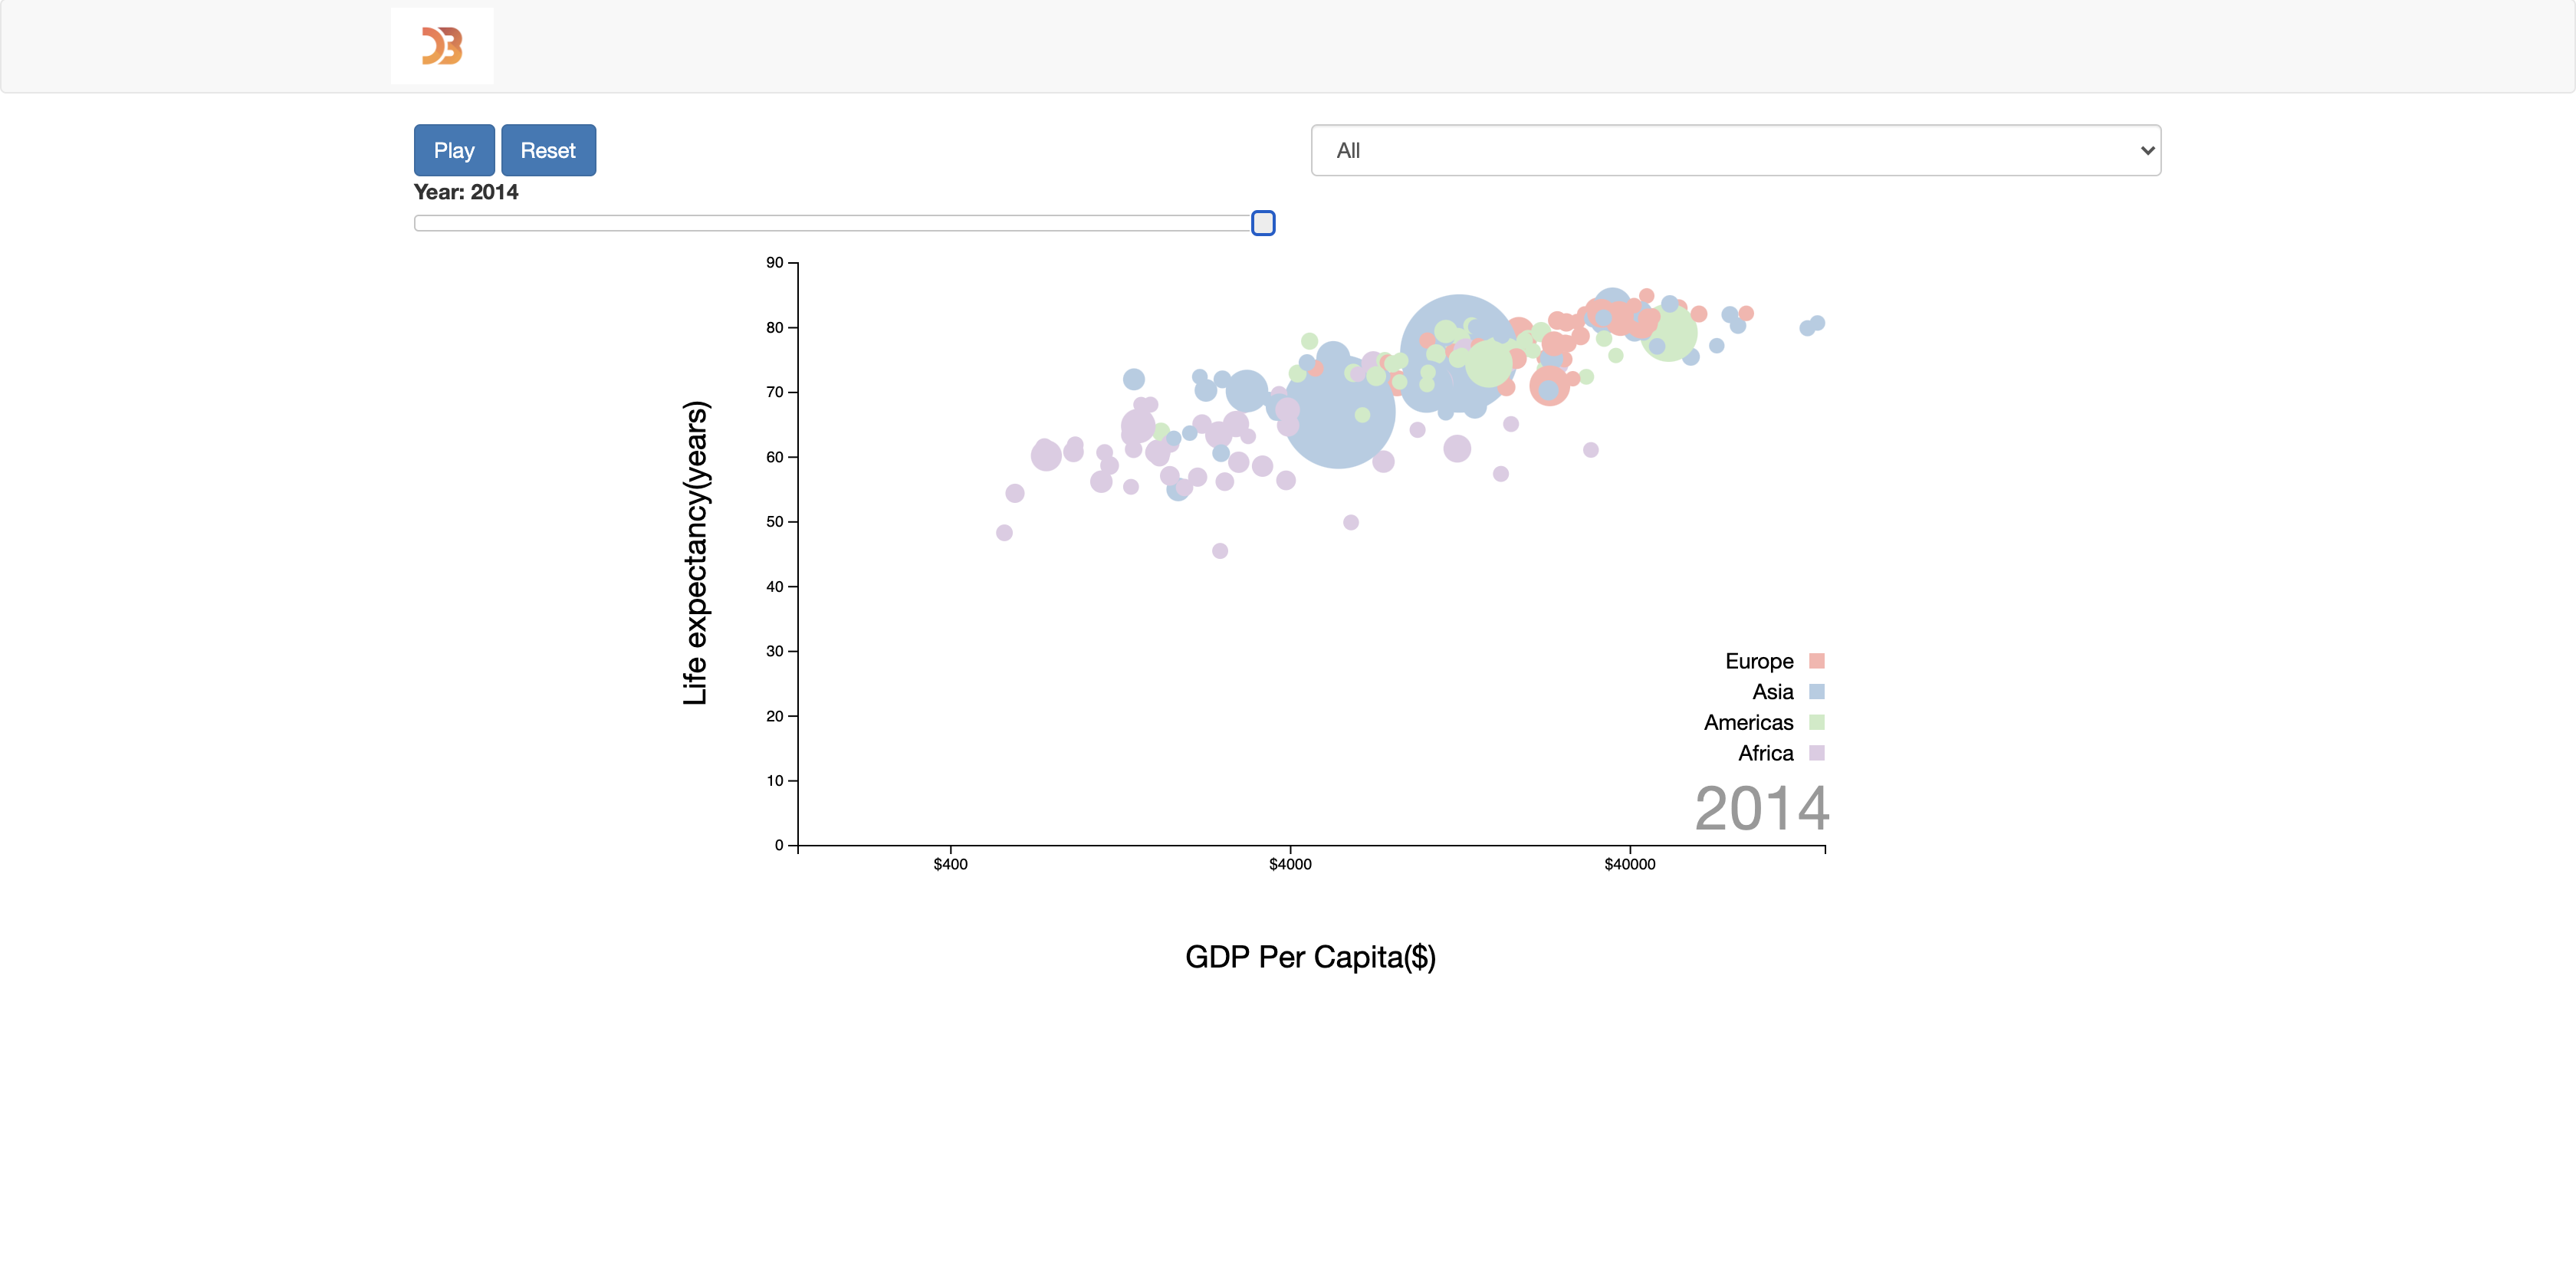 D3
Play
Reset
All
Year: 2014
90
80
70
60
50
40
30
20
10
0
Life expectancy(years)
Europe
Asia
Americas
Africa
2014
$400
$4000
$40000
GDP Per Capita($)